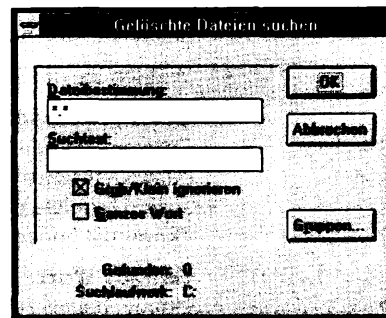 Gelöschte Dateien suchen
Dateibestimmung:
*.*
OK
Suchtext:
Abbrechen
Groß/Klein ignorieren
Ganzes Wort
Gruppen...
Gefunden: 0
Suchlaufwerk: C: